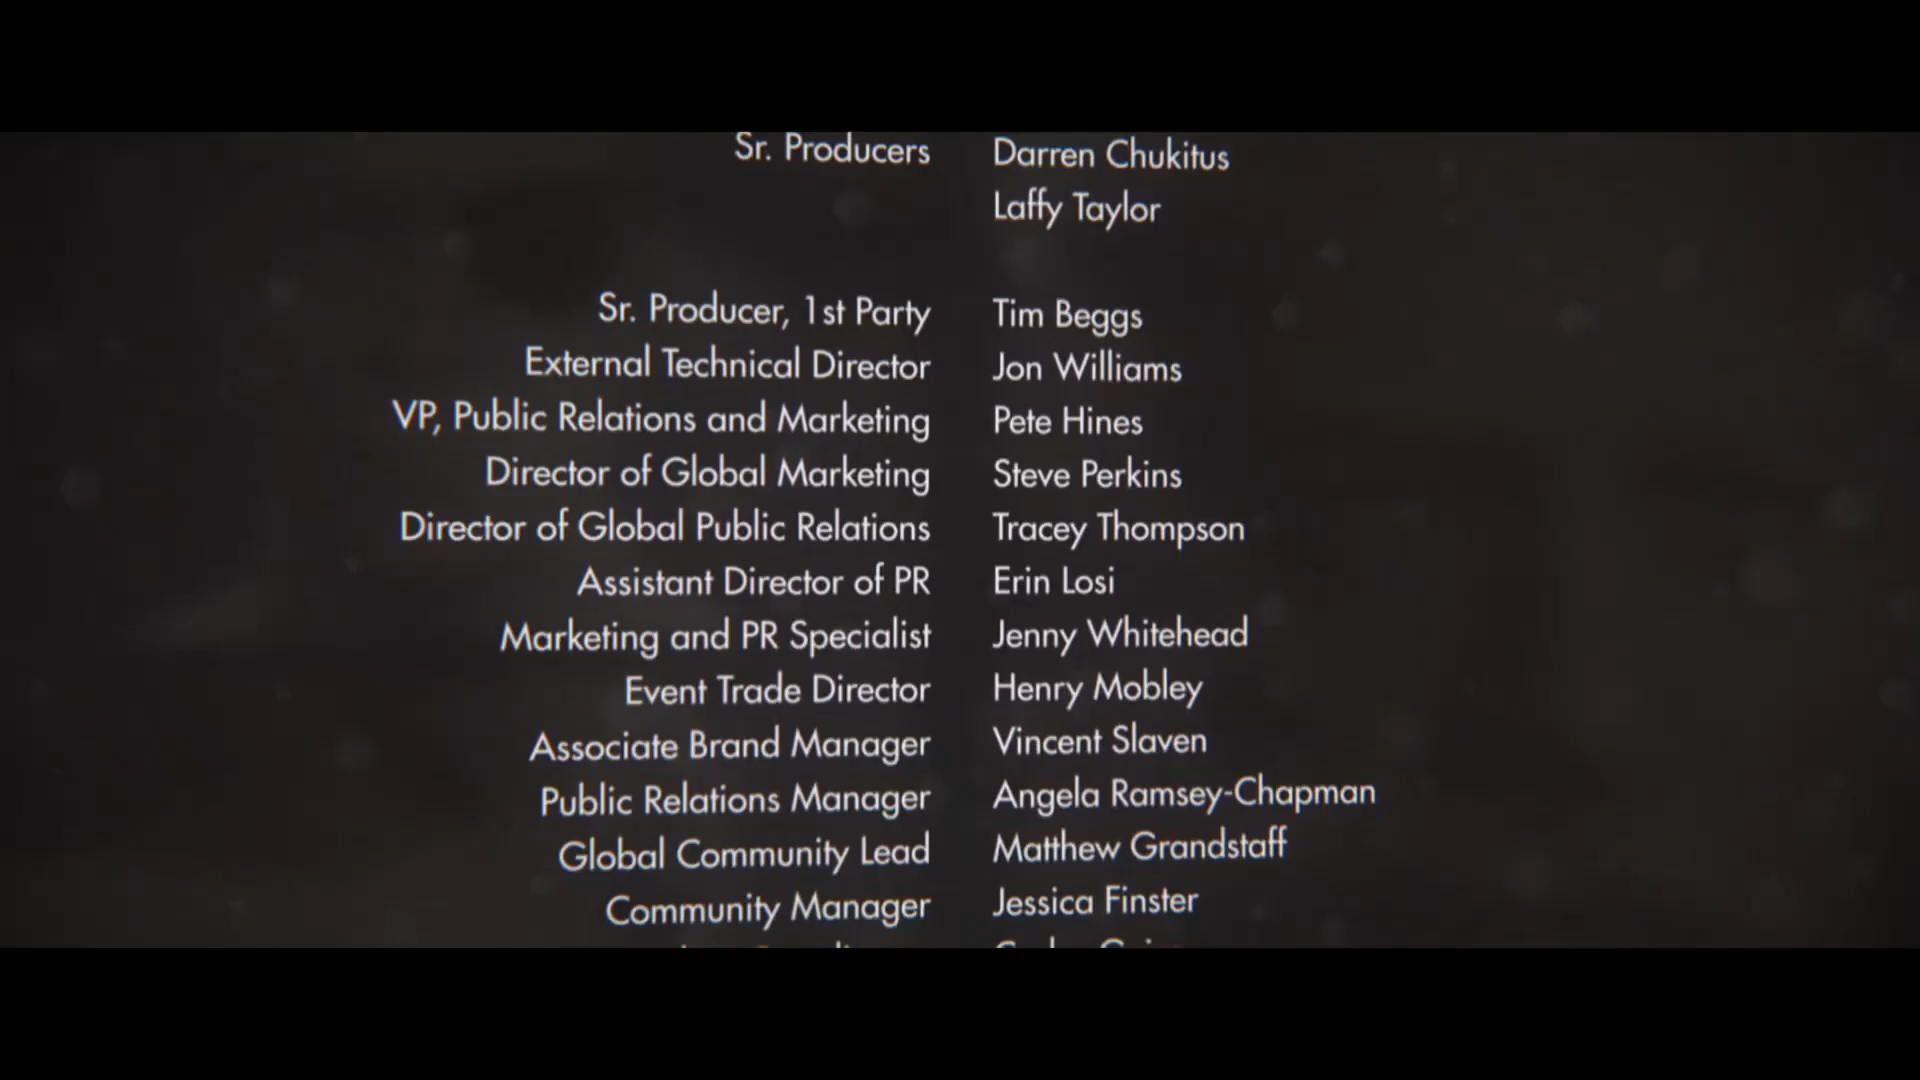 Sr. Producers Darren Chukitus
Laffy Taylor
Sr. Producer, 1st Party Tim Beggs
External Technical Director Jon Williams
VP, Public Relations and Marketing Pete Hines
Director of Global Marketing Steve Perkins
Director of Global Public Relations Tracey Thompson
Assistant Director of PR Erin Losi
Marketing and PR Specialist Jenny Whitehead
Event Trade Director Henry Mobley
Associate Brand Manager Vincent Slaven
Public Relations Manager Angela Ramsey-Chapman
Global Community Lead Matthew Grandstaff
Community Manager Jessica Finster